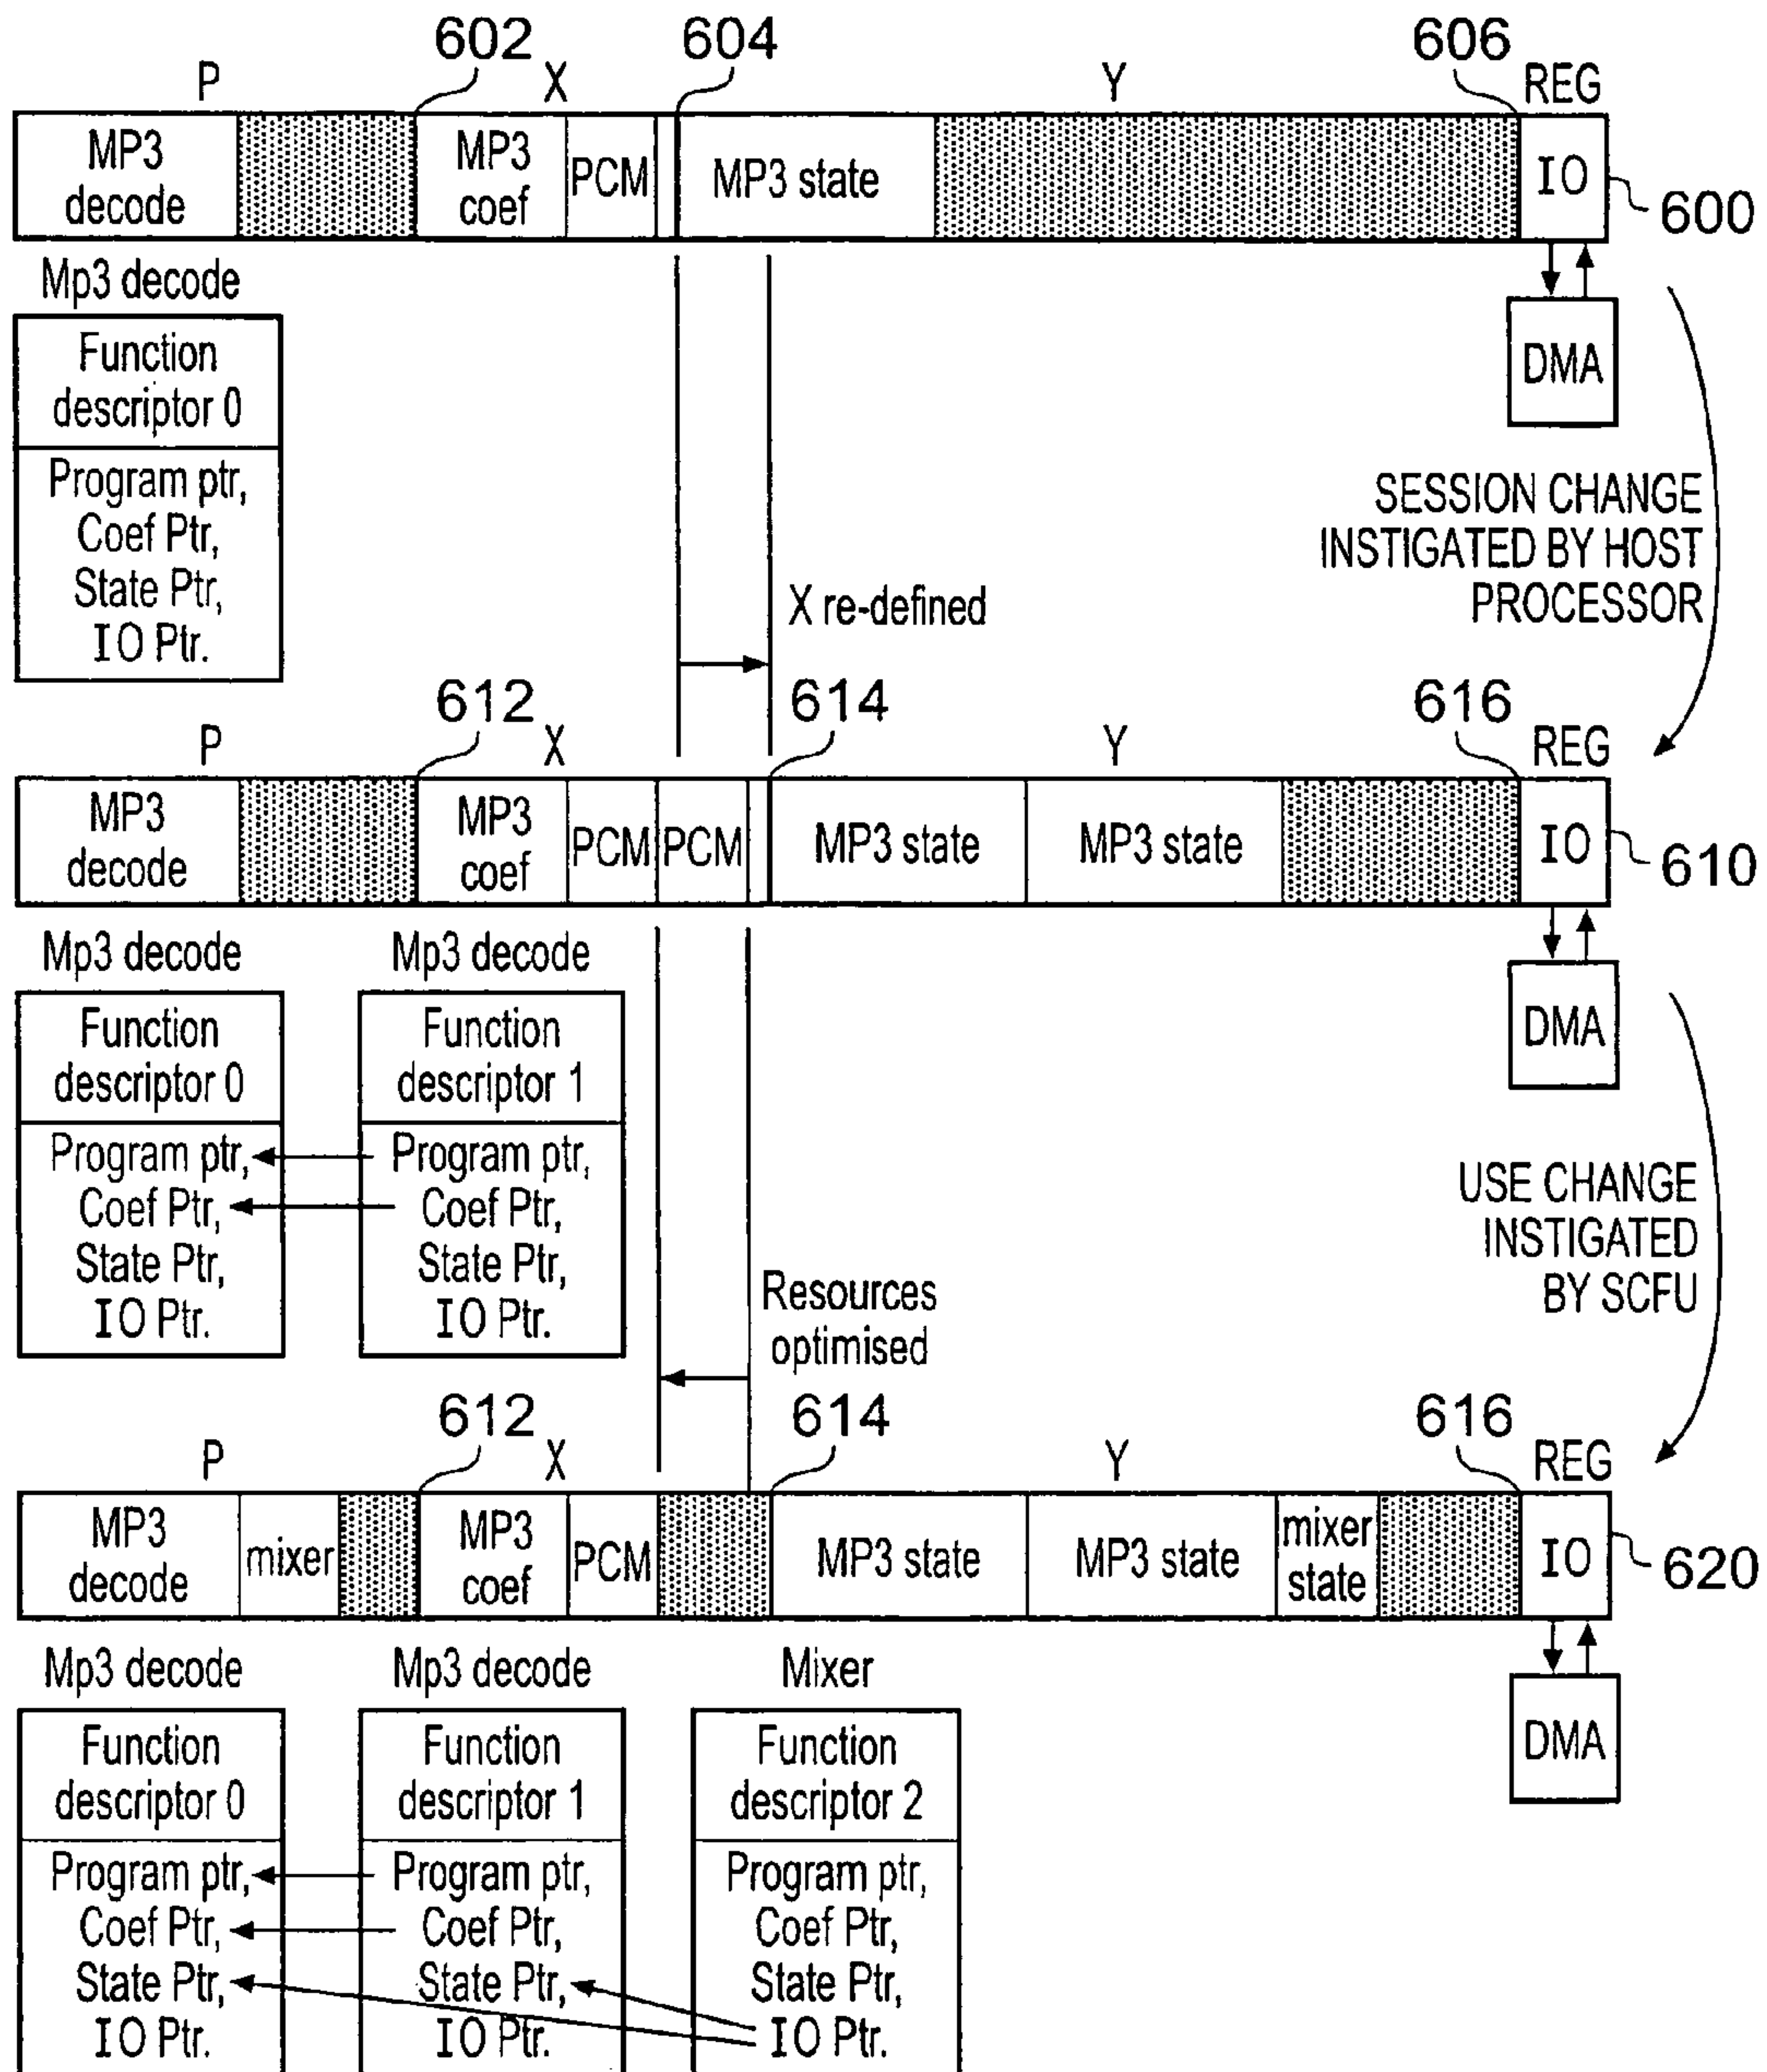 602 604 606
P X Y REG
MP3 decode
MP3 coef
PCM
MP3 state
IO
600
Mp3 decode
Function descriptor 0
Program ptr,
Coef Ptr,
State Ptr,
IO Ptr.
DMA
SESSION CHANGE
INSTIGATED BY HOST
PROCESSOR
X re-defined
612 614 616
P X Y REG
MP3 decode
MP3 coef
PCM
PCM
MP3 state
MP3 state
IO
610
Mp3 decode
Function descriptor 0
Program ptr,
Coef Ptr,
State Ptr,
IO Ptr.
Mp3 decode
Function descriptor 1
Program ptr,
Coef Ptr,
State Ptr,
IO Ptr.
DMA
USE CHANGE
INSTIGATED
BY SCFU
Resources
optimised
612 614 616
P X Y REG
MP3 decode
mixer
MP3 coef
PCM
MP3 state
MP3 state
mixer state
IO
620
Mp3 decode
Function descriptor 0
Program ptr,
Coef Ptr,
State Ptr,
IO Ptr.
Mp3 decode
Function descriptor 1
Program ptr,
Coef Ptr,
State Ptr,
IO Ptr.
Mixer
Function descriptor 2
Program ptr,
Coef Ptr,
State Ptr,
IO Ptr.
DMA